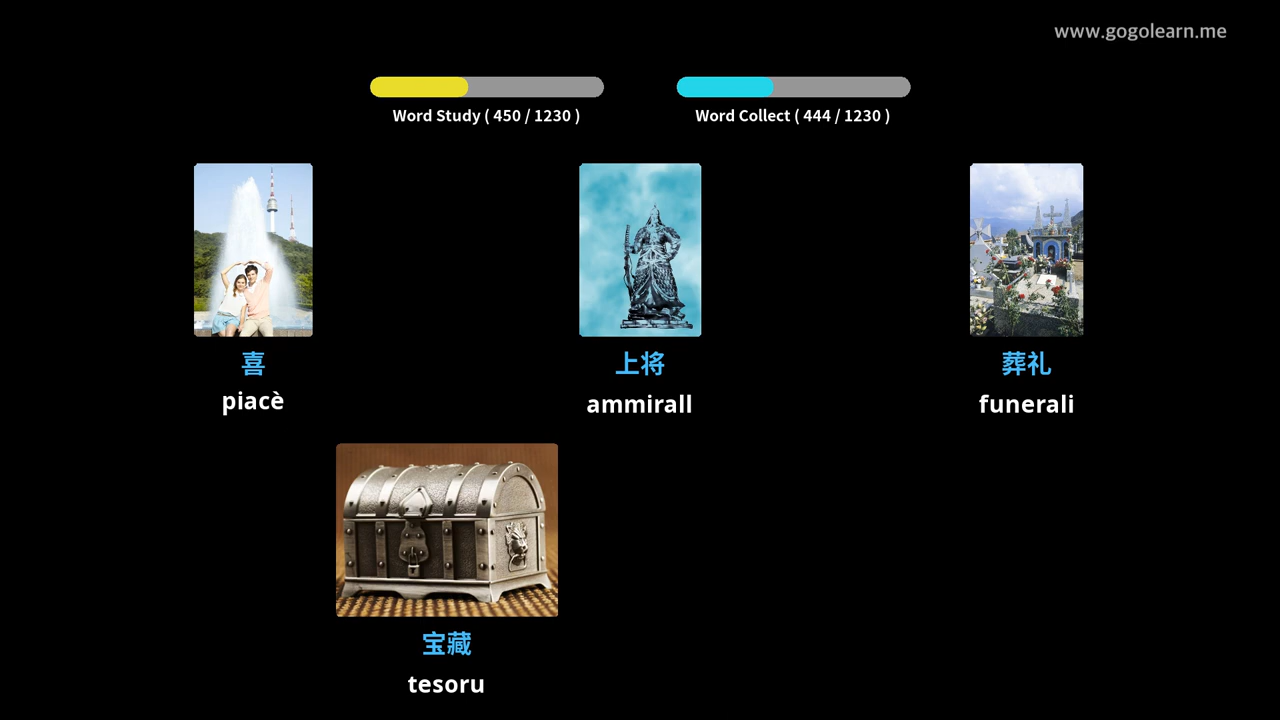 www.gogolearn.me
Word Study ( 450 / 1230 )
Word Collect ( 444 / 1230 )
喜
piacè
上将
ammirall
葬礼
funerali
宝藏
tesoru